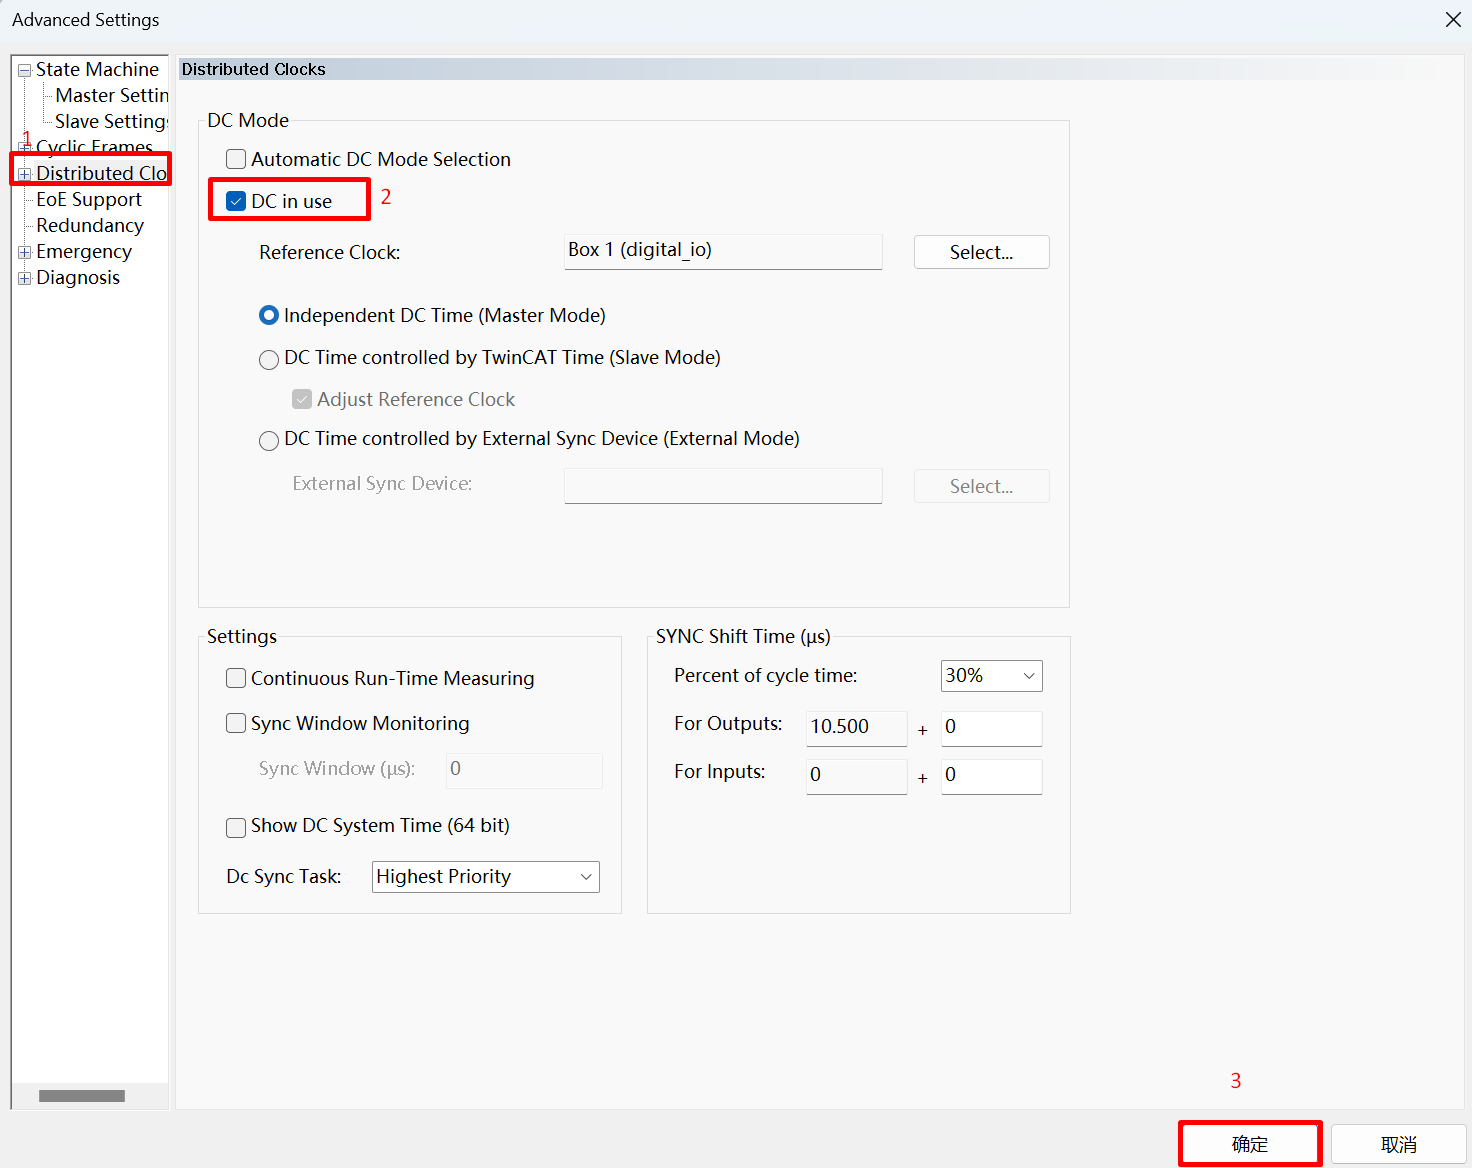 Advanced Settings
State Machine
Master Settin
Slave Settings
1
Cyclic Frames
Distributed Clo
EoE Support
Redundancy
Emergency
Diagnosis
Distributed Clocks
DC Mode
Automatic DC Mode Selection
DC in use
2
Reference Clock:
Box 1 (digital_io)
Select...
Independent DC Time (Master Mode)
DC Time controlled by TwinCAT Time (Slave Mode)
Adjust Reference Clock
DC Time controlled by External Sync Device (External Mode)
External Sync Device:
Select...
Settings
Continuous Run-Time Measuring
Sync Window Monitoring
Sync Window (µs):
0
Show DC System Time (64 bit)
Dc Sync Task:
Highest Priority
SYNC Shift Time (µs)
Percent of cycle time:
30%
For Outputs:
10.500
+
0
For Inputs:
0
+
0
3
确定
取消